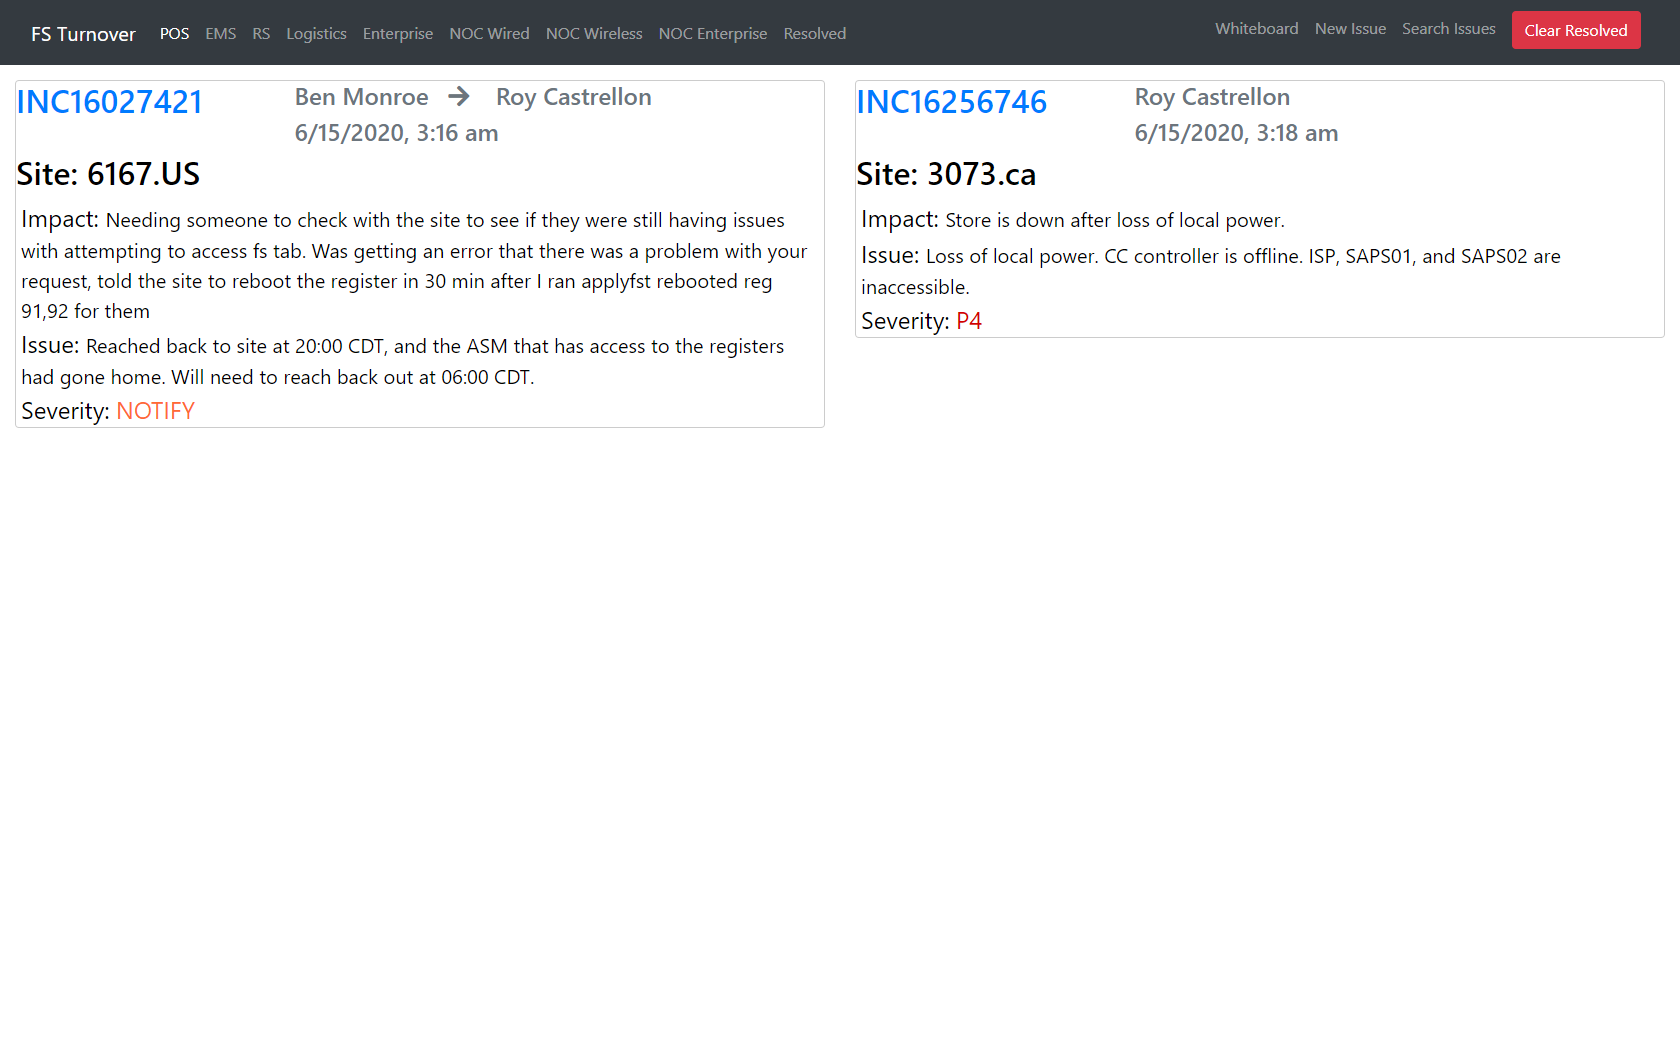 FS Turnover POS EMS RS Logistics Enterprise NOC Wired NOC Wireless NOC Enterprise Resolved Whiteboard New Issue Search Issues Clear Resolved
INC16027421
Ben Monroe → Roy Castrellon
6/15/2020, 3:16 am
Site: 6167.US
Impact: Needing someone to check with the site to see if they were still having issues
with attempting to access fs tab. Was getting an error that there was a problem with your
request, told the site to reboot the register in 30 min after I ran applyfst rebooted reg
91,92 for them
Issue: Reached back to site at 20:00 CDT, and the ASM that has access to the registers
had gone home. Will need to reach back out at 06:00 CDT.
Severity: NOTIFY
INC16256746
Roy Castrellon
6/15/2020, 3:18 am
Site: 3073.ca
Impact: Store is down after loss of local power.
Issue: Loss of local power. CC controller is offline. ISP, SAPS01, and SAPS02 are
inaccessible.
Severity: P4